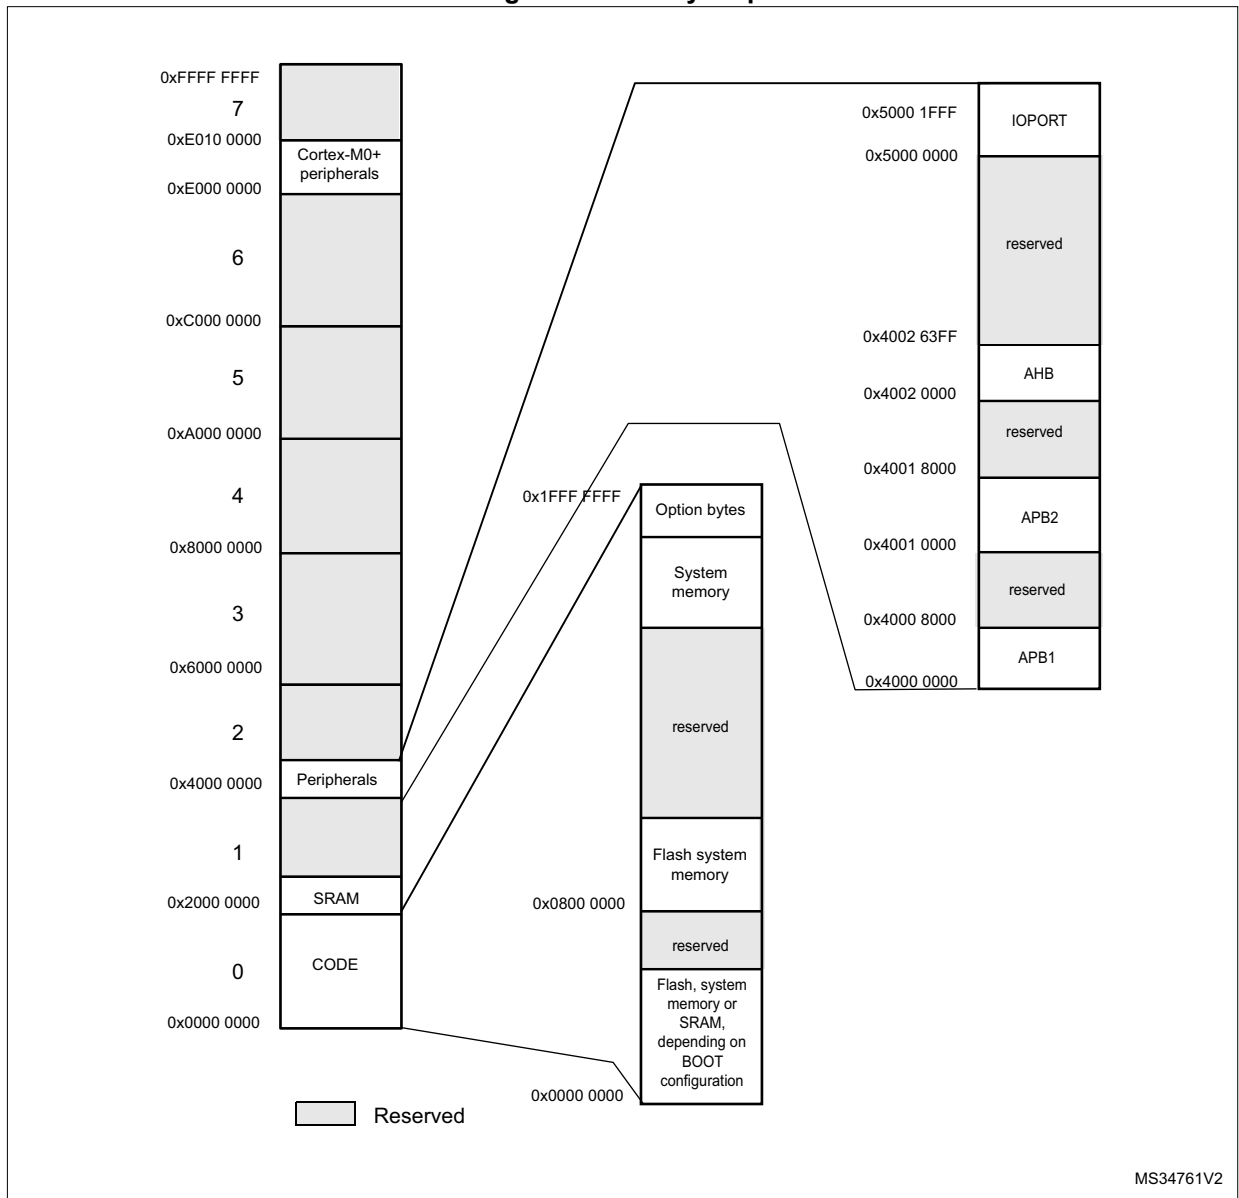 0xFFFF FFFF
7
0xE010 0000
Cortex-M0+
peripherals
0xE000 0000
6
0xC000 0000
5
0xA000 0000
4
0x8000 0000
3
0x6000 0000
2
0x4000 0000
Peripherals
1
0x2000 0000
SRAM
CODE
0
0x0000 0000
0x1FFF FFFF
Option bytes
System
memory
reserved
Flash system
memory
0x0800 0000
reserved
Flash, system
memory or
SRAM,
depending on
BOOT
configuration
0x0000 0000
0x5000 1FFF
IOPORT
0x5000 0000
reserved
0x4002 63FF
AHB
0x4002 0000
reserved
0x4001 8000
APB2
0x4001 0000
reserved
0x4000 8000
APB1
0x4000 0000
Reserved
MS34761V2